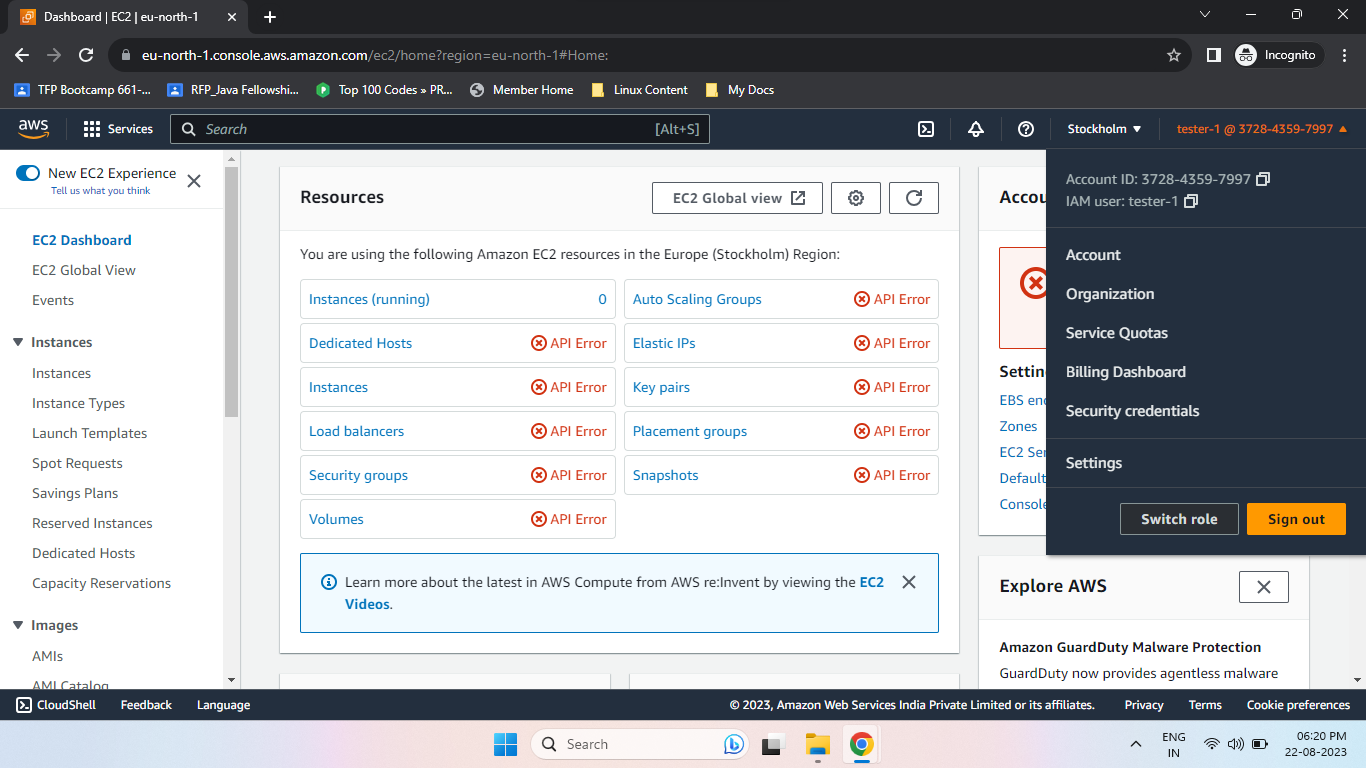 Dashboard | EC2 | eu-north-1
eu-north-1.console.aws.amazon.com/ec2/home?region=eu-north-1#Home:
Incognito
TFP Bootcamp 661-...
RFP_Java Fellowshi...
Top 100 Codes » PR...
Member Home
Linux Content
My Docs
aws
Services
Search
[Alt+S]
Stockholm
tester-1 @ 3728-4359-7997
New EC2 Experience
Tell us what you think
EC2 Dashboard
EC2 Global View
Events
Instances
Instances
Instance Types
Launch Templates
Spot Requests
Savings Plans
Reserved Instances
Dedicated Hosts
Capacity Reservations
Images
AMIs
AMI Catalog
Resources
EC2 Global view
You are using the following Amazon EC2 resources in the Europe (Stockholm) Region:
Instances (running) 0
Auto Scaling Groups API Error
Dedicated Hosts API Error
Elastic IPs API Error
Instances API Error
Key pairs API Error
Load balancers API Error
Placement groups API Error
Security groups API Error
Snapshots API Error
Volumes API Error
Learn more about the latest in AWS Compute from AWS re:Invent by viewing the EC2
Videos.
Accou
Settin
EBS enc
Zones
EC2 Ser
Default
Console
Account ID: 3728-4359-7997
IAM user: tester-1
Account
Organization
Service Quotas
Billing Dashboard
Security credentials
Settings
Switch role
Sign out
Explore AWS
Amazon GuardDuty Malware Protection
GuardDuty now provides agentless malware
CloudShell
Feedback
Language
© 2023, Amazon Web Services India Private Limited or its affiliates.
Privacy
Terms
Cookie preferences
Search
ENG
IN
06:20 PM
22-08-2023